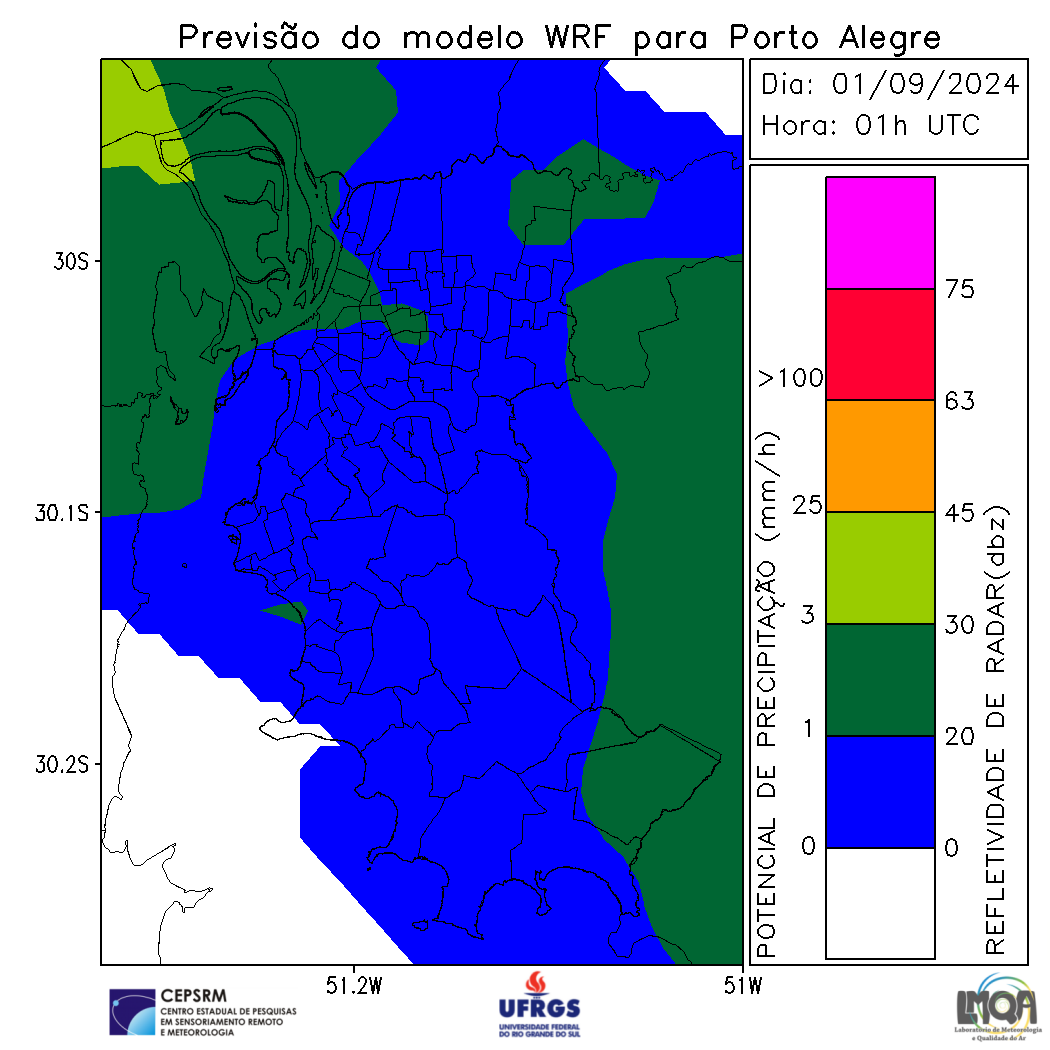 Previsão do modelo WRF para Porto Alegre
Dia: 01/09/2024
Hora: 01h UTC
30S
30.1S
30.2S
51.2W
51W
POTENCIAL DE PRECIPITAÇÃO (mm/h)
>100
25
3
1
0
75
63
45
30
20
0
REFLETIVIDADE DE RADAR(dbz)
CEPSRM
CENTRO ESTADUAL DE PESQUISAS
EM SENSORIAMENTO REMOTO
E METEOROLOGIA
UFRGS
UNIVERSIDADE FEDERAL
DO RIO GRANDE DO SUL
LMQA
Laboratório de Meteorologia
e Qualidade do Ar